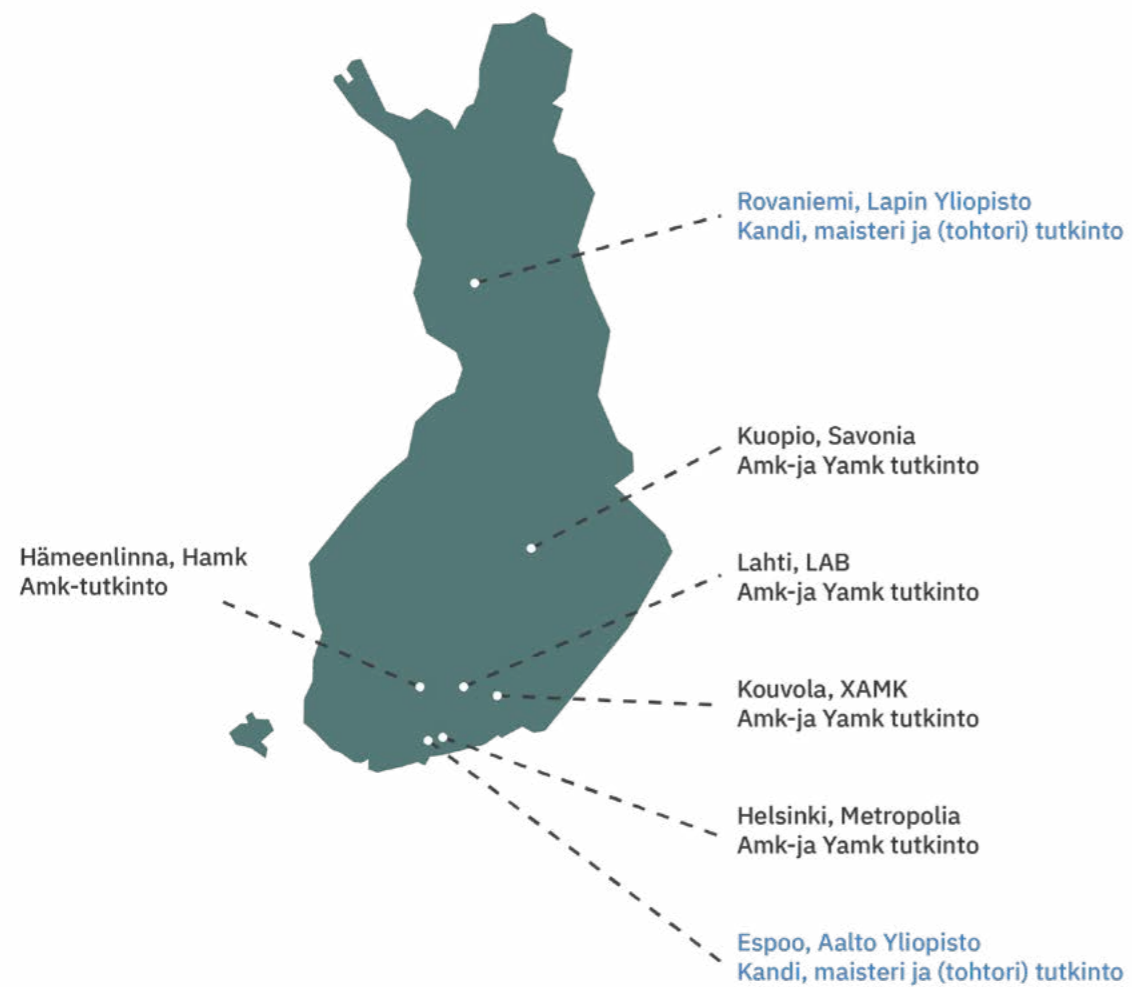 Rovaniemi, Lapin Yliopisto
Kandi, maisteri ja (tohtori) tutkinto
Kuopio, Savonia
Amk-ja Yamk tutkinto
Hämeenlinna, Hamk
Amk-tutkinto
Lahti, LAB
Amk-ja Yamk tutkinto
Kouvola, XAMK
Amk-ja Yamk tutkinto
Helsinki, Metropolia
Amk-ja Yamk tutkinto
Espoo, Aalto Yliopisto
Kandi, maisteri ja (tohtori) tutkinto